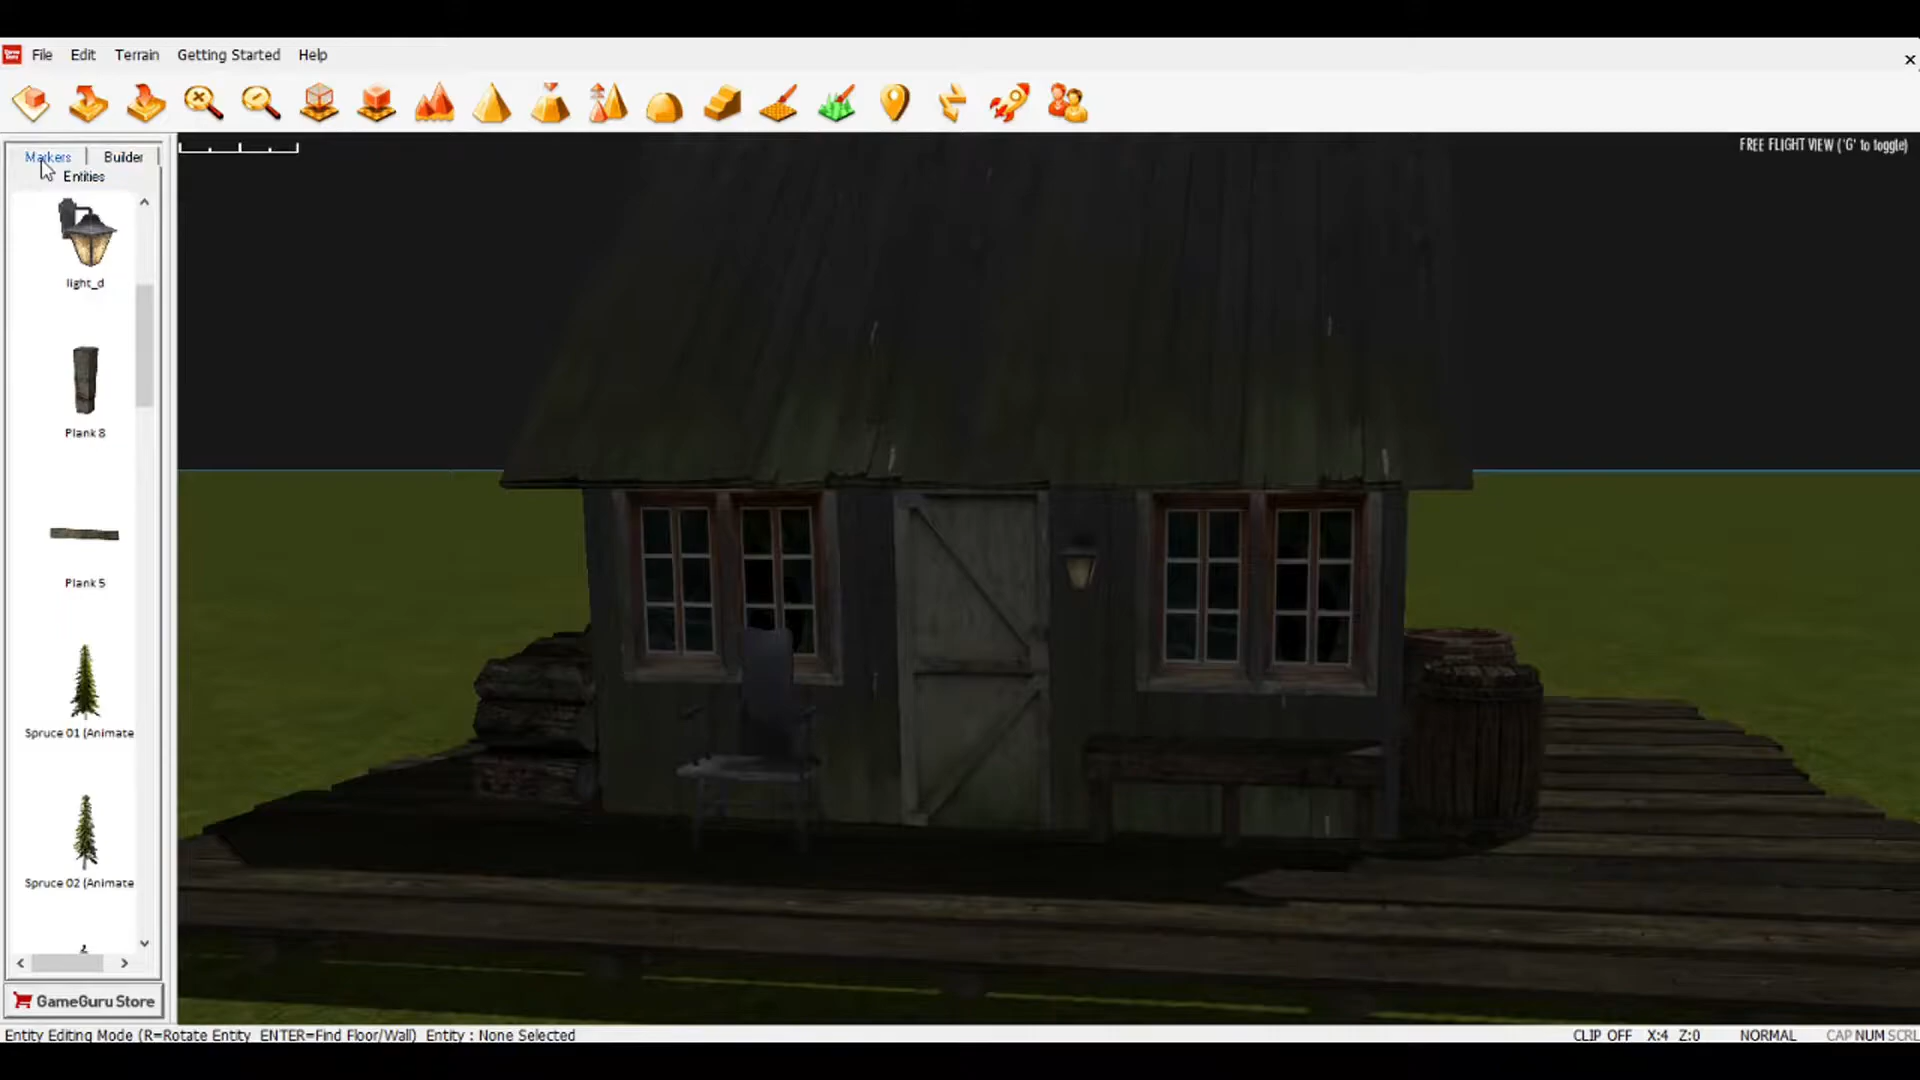 File Edit Terrain Getting Started Help
Markers Builder
Entities
FREE FLIGHT VIEW ('G' to toggle)
light_d
Plank 8
Plank 5
Spruce 01 (Animate
Spruce 02 (Animate
GameGuru Store
Entity Editing Mode (R=Rotate Entity ENTER=Find Floor/Wall) Entity : None Selected CLIP OFF X:4 Z:0 NORMAL CAP NUM SCRL